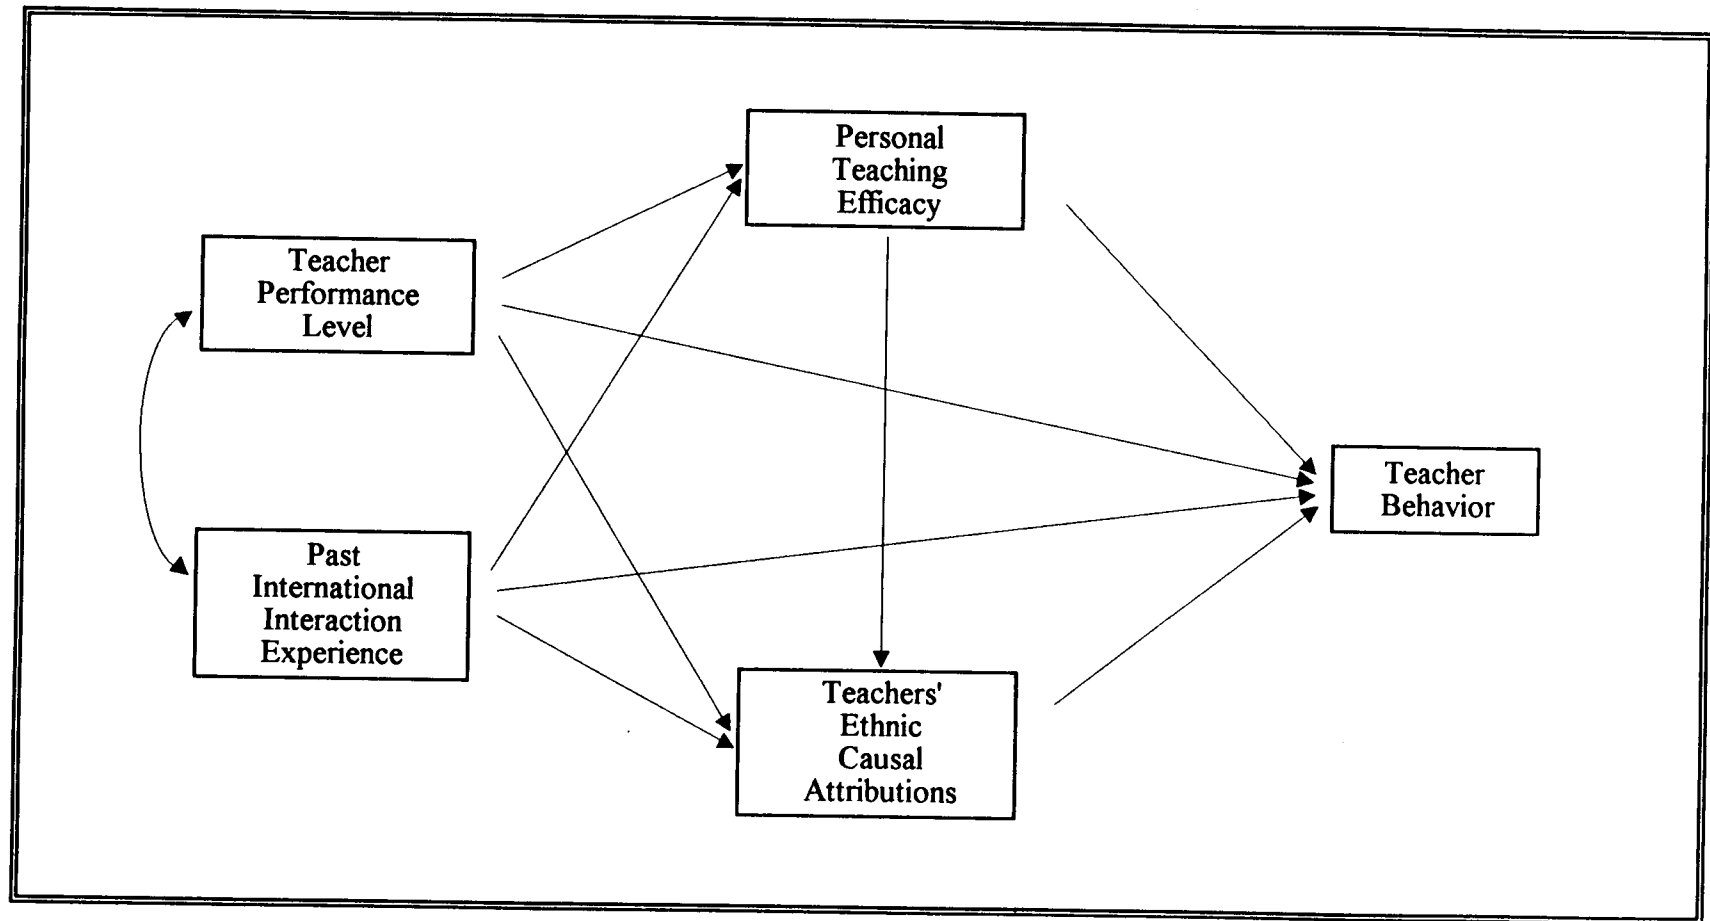 Personal
Teaching
Efficacy
Teacher
Performance
Level
Teacher
Behavior
Past
International
Interaction
Experience
Teachers'
Ethnic
Causal
Attributions